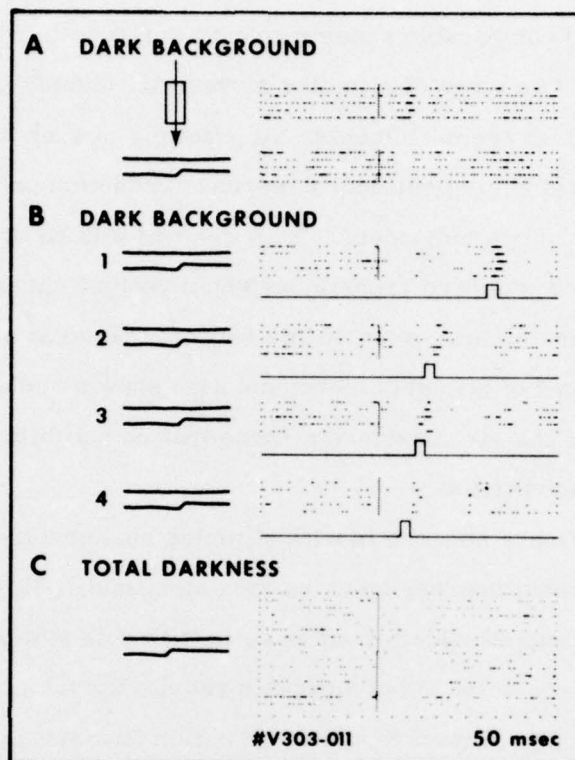 A DARK BACKGROUND
B DARK BACKGROUND
1
2
3
4
C TOTAL DARKNESS
#V303-011 50 msec